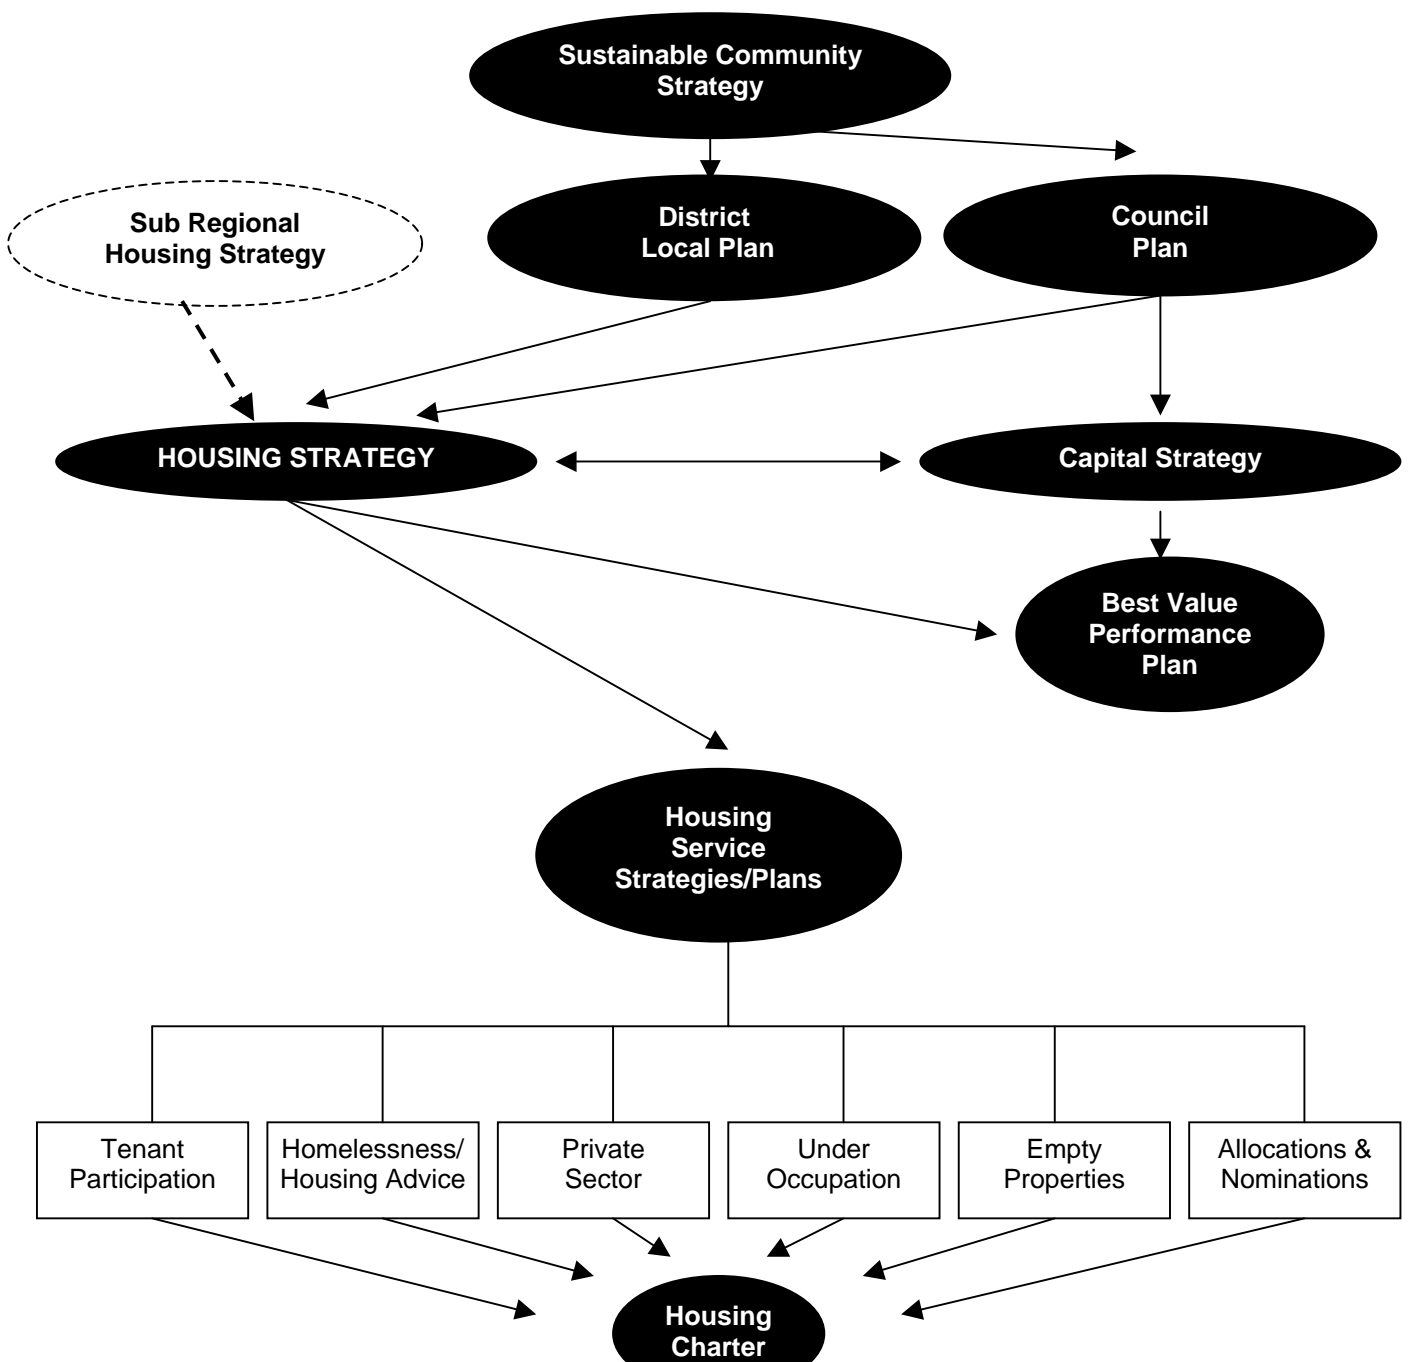 Sustainable Community
Strategy
Sub Regional
Housing Strategy
District
Local Plan
Council
Plan
HOUSING STRATEGY
Capital Strategy
Best Value
Performance
Plan
Housing
Service
Strategies/Plans
Tenant
Participation
Homelessness/
Housing Advice
Private
Sector
Under
Occupation
Empty
Properties
Allocations &
Nominations
Housing
Charter